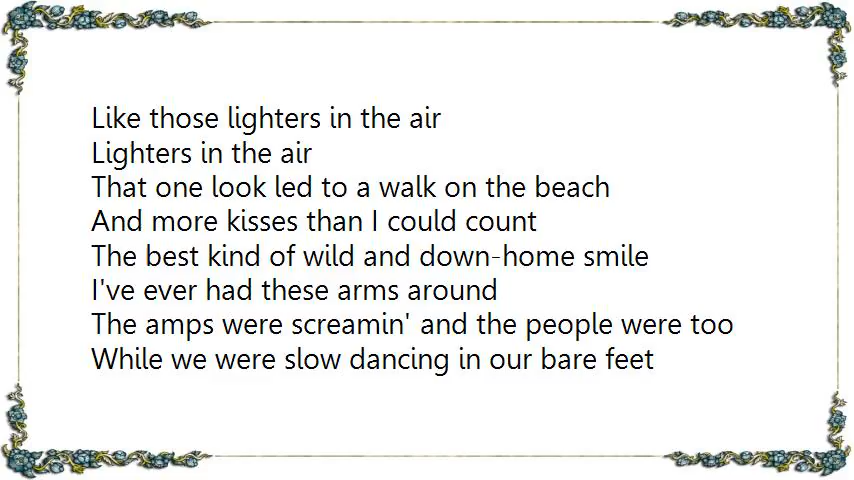 Like those lighters in the air
Lighters in the air
That one look led to a walk on the beach
And more kisses than I could count
The best kind of wild and down-home smile
I've ever had these arms around
The amps were screamin' and the people were too
While we were slow dancing in our bare feet